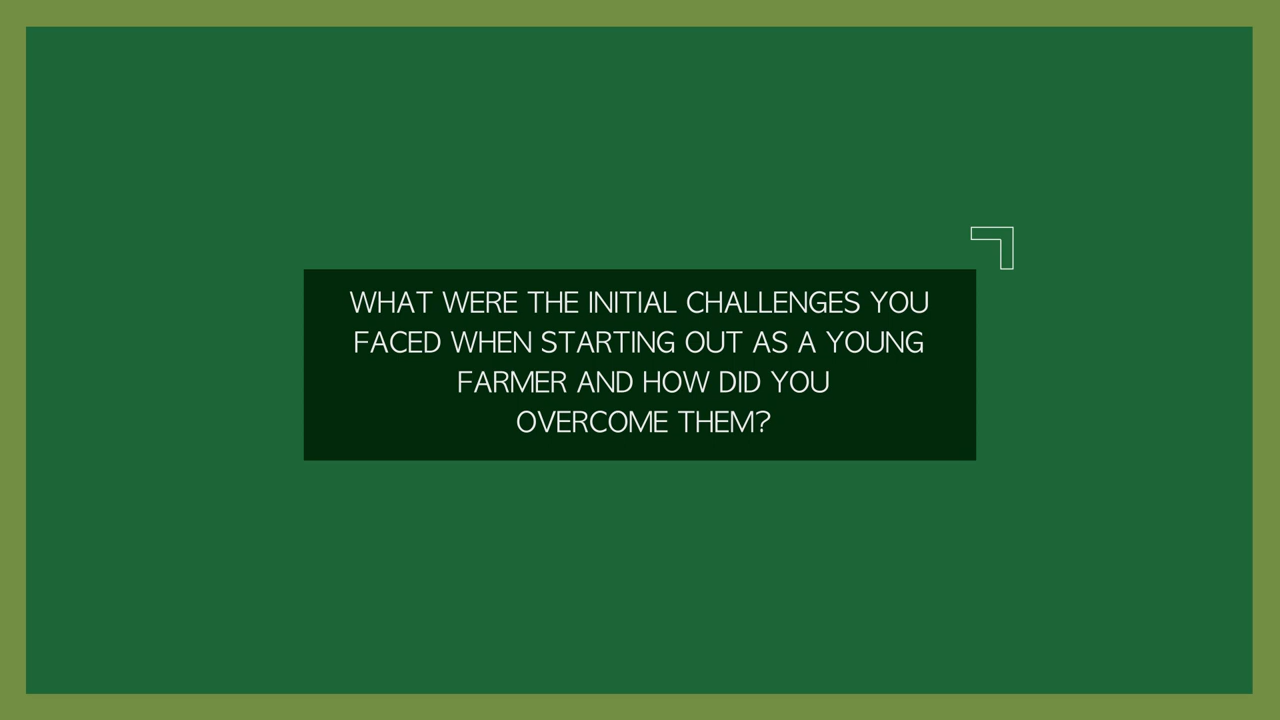 WHAT WERE THE INITIAL CHALLENGES YOU
FACED WHEN STARTING OUT AS A YOUNG
FARMER AND HOW DID YOU
OVERCOME THEM?